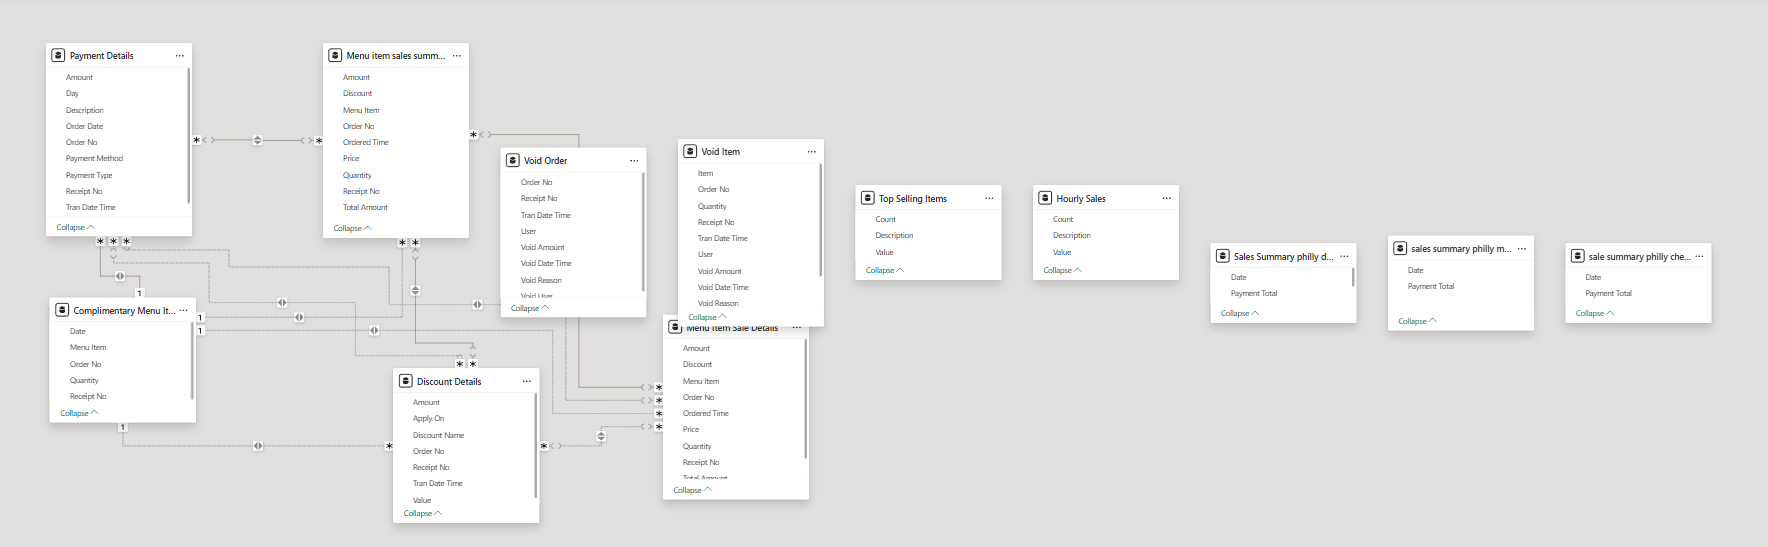 Payment Details
Amount
Day
Description
Order Date
Order No
Payment Method
Payment Type
Receipt No
Tran Date Time
Collapse
Menu item sales summ...
Amount
Discount
Menu Item
Order No
Ordered Time
Price
Quantity
Receipt No
Total Amount
Collapse
Void Order
Order No
Receipt No
Tran Date Time
User
Void Amount
Void Date Time
Void Reason
Void User
Collapse
Void Item
Item
Order No
Quantity
Receipt No
Tran Date Time
User
Void Amount
Void Date Time
Void Reason
Collapse
Top Selling Items
Count
Description
Value
Collapse
Hourly Sales
Count
Description
Value
Collapse
Sales Summary philly d...
Date
Payment Total
Collapse
sales summary philly m...
Date
Payment Total
Collapse
sale summary philly che...
Date
Payment Total
Collapse
Complimentary Menu It...
Date
Menu Item
Order No
Quantity
Receipt No
Collapse
Discount Details
Amount
Apply On
Discount Name
Order No
Receipt No
Tran Date Time
Value
Collapse
Menu Item Sale Details
Amount
Discount
Menu Item
Order No
Ordered Time
Price
Quantity
Receipt No
Total Amount
Collapse
1
1
1
1